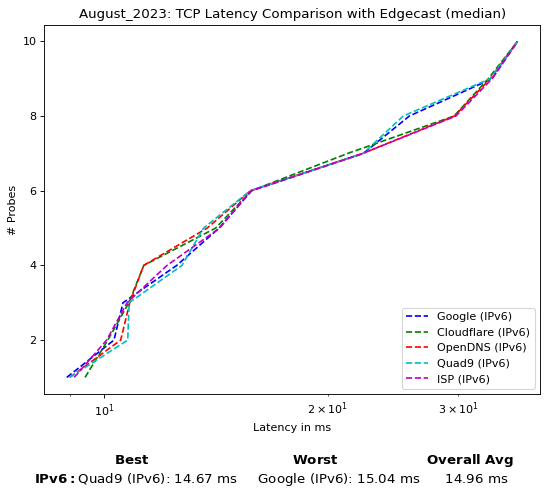 August_2023: TCP Latency Comparison with Edgecast (median)
10
8
6
4
2
# Probes
Google (IPv6)
Cloudflare (IPv6)
OpenDNS (IPv6)
Quad9 (IPv6)
ISP (IPv6)
10¹ 2 × 10¹ 3 × 10¹
Latency in ms
Best Worst Overall Avg
IPv6: Quad9 (IPv6): 14.67 ms Google (IPv6): 15.04 ms 14.96 ms